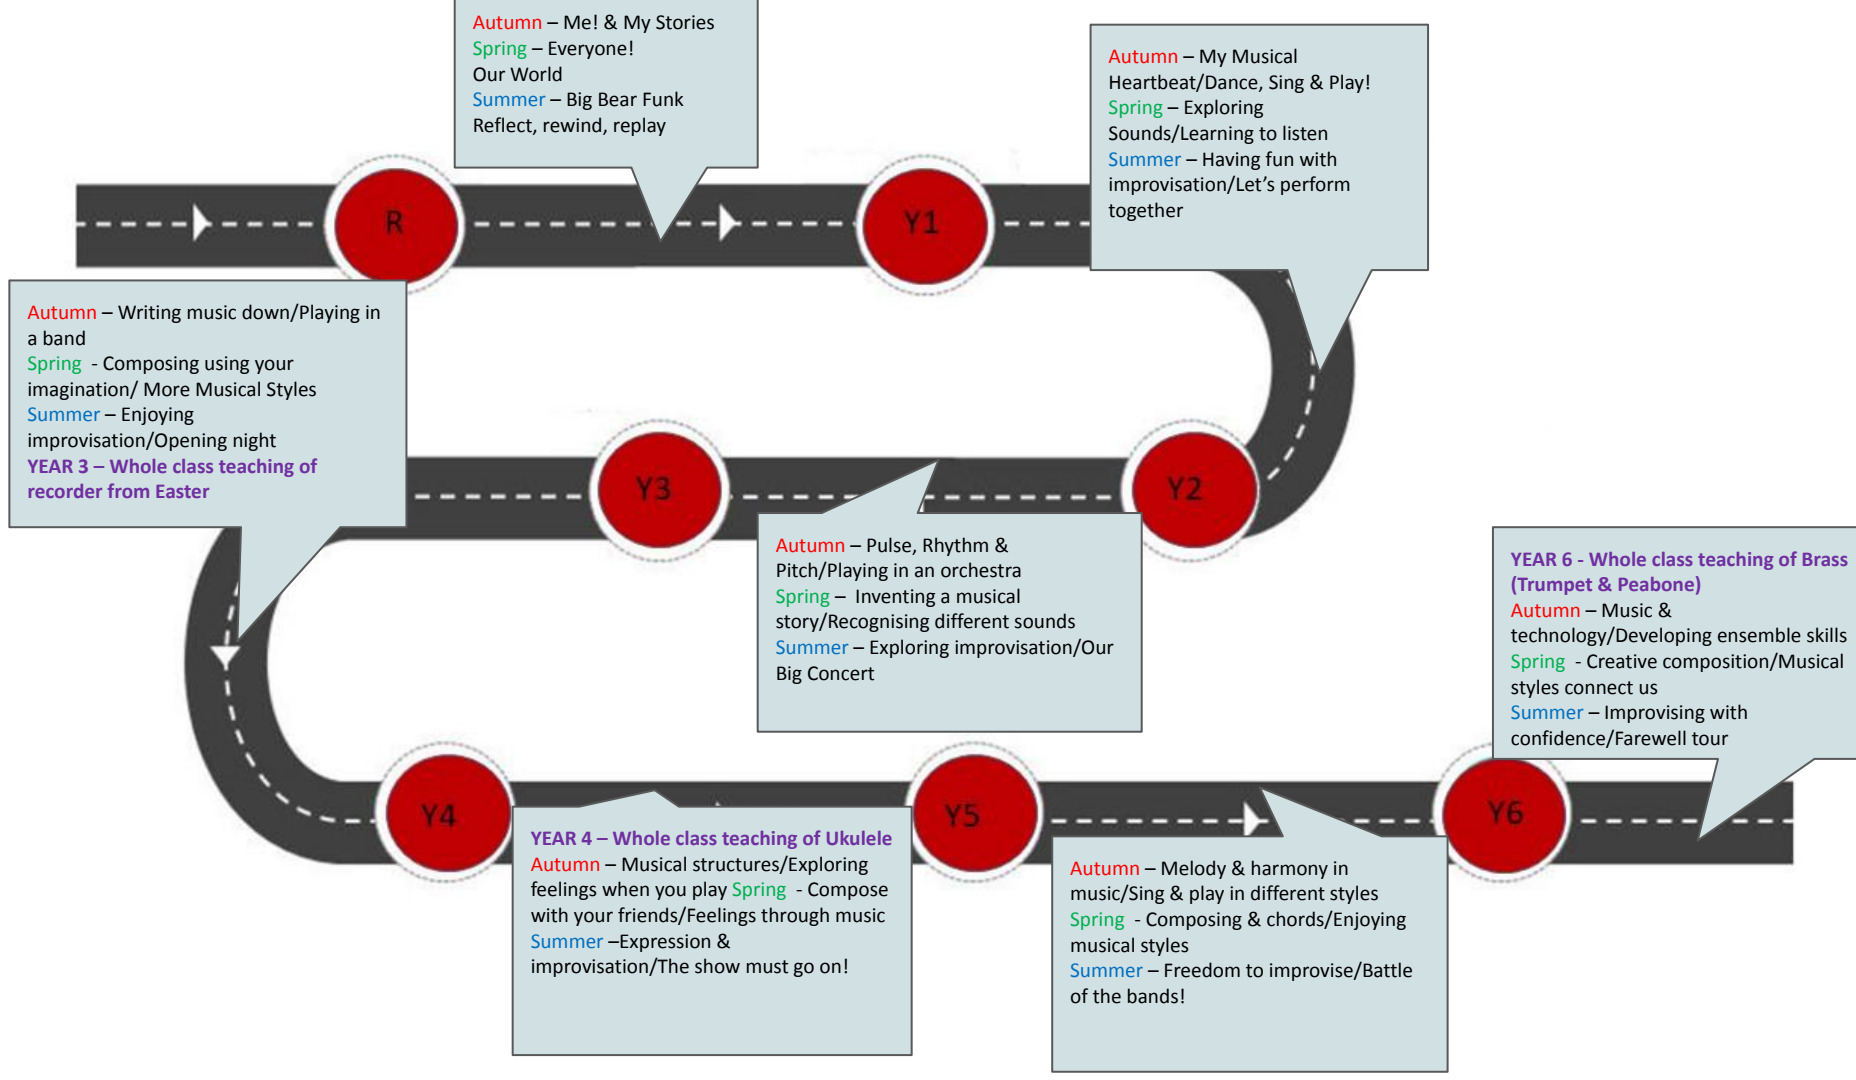 Autumn – Me! & My Stories
Spring – Everyone!
Our World
Summer – Big Bear Funk
Reflect, rewind, replay
Autumn – My Musical
Heartbeat/Dance, Sing & Play!
Spring – Exploring
Sounds/Learning to listen
Summer – Having fun with
improvisation/Let's perform
together
R
Y1
Autumn – Writing music down/Playing in
a band
Spring - Composing using your
imagination/ More Musical Styles
Summer – Enjoying
improvisation/Opening night
YEAR 3 – Whole class teaching of
recorder from Easter
Y3
Y2
Autumn – Pulse, Rhythm &
Pitch/Playing in an orchestra
Spring – Inventing a musical
story/Recognising different sounds
Summer – Exploring improvisation/Our
Big Concert
YEAR 6 - Whole class teaching of Brass
(Trumpet & Peabone)
Autumn – Music &
technology/Developing ensemble skills
Spring - Creative composition/Musical
styles connect us
Summer – Improvising with
confidence/Farewell tour
Y4
Y5
Y6
YEAR 4 – Whole class teaching of Ukulele
Autumn – Musical structures/Exploring
feelings when you play Spring - Compose
with your friends/Feelings through music
Summer –Expression &
improvisation/The show must go on!
Autumn – Melody & harmony in
music/Sing & play in different styles
Spring - Composing & chords/Enjoying
musical styles
Summer – Freedom to improvise/Battle
of the bands!